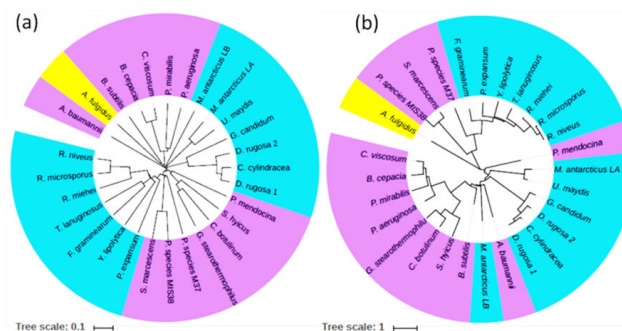 (a)
A. baumannii
A. fulgidus
B. subtilis
B. cepacia
C. viscosum
P. mirabilis
P. aeruginosa
M. antarcticus LB
M. antarcticus LA
U. maydis
G. candidum
D. rugosa 2
C. cylindracea
D. rugosa 1
P. mendocina
S. hyicus
C. botulinum
G. stearothermophilus
P. species M37
P. species MIS38
S. marcescens
P. expansum
Y. lipolytica
F. graminearum
T. lanuginosus
R. miehei
R. microsporus
R. niveus
Tree scale: 0.1
(b)
A. fulgidus
P. species MIS38
S. marcescens
P. species M37
F. graminearum
P. expansum
Y. lipolytica
T. lanuginosus
R. miehei
R. microsporus
R. niveus
P. mendocina
M. antarcticus LA
U. maydis
G. candidum
D. rugosa 2
C. cylindracea
D. rugosa 1
A. baumannii
M. antarcticus LB
B. subtilis
S. hyicus
C. botulinum
G. stearothermophilu
P. aeruginosa
P. mirabilis
B. cepacia
C. viscosum
Tree scale: 1